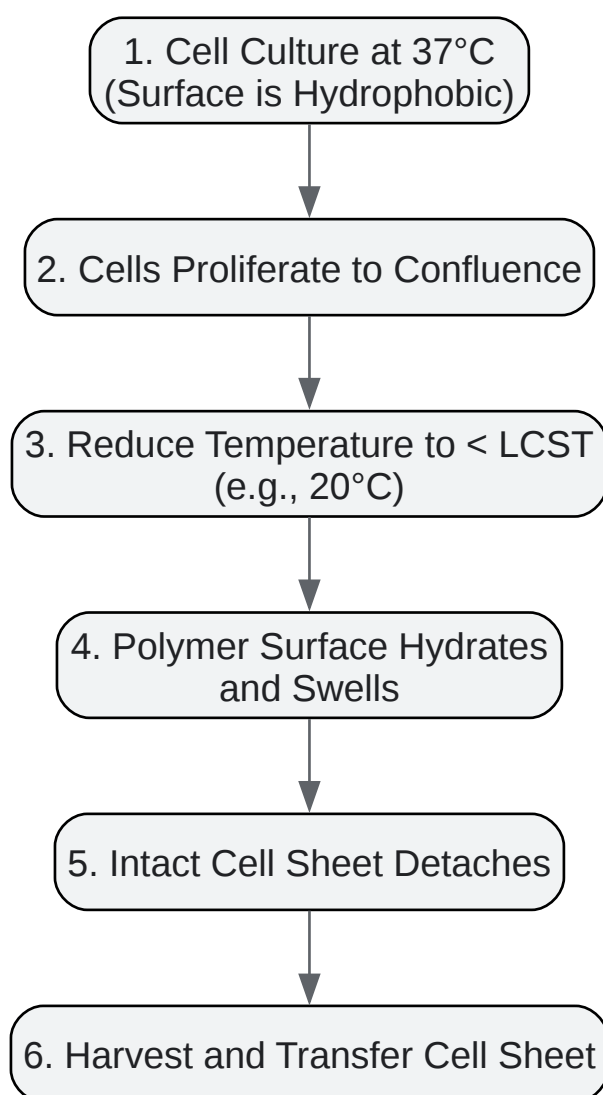 1. Cell Culture at 37°C
(Surface is Hydrophobic)
2. Cells Proliferate to Confluence
3. Reduce Temperature to < LCST
(e.g., 20°C)
4. Polymer Surface Hydrates
and Swells
5. Intact Cell Sheet Detaches
6. Harvest and Transfer Cell Sheet